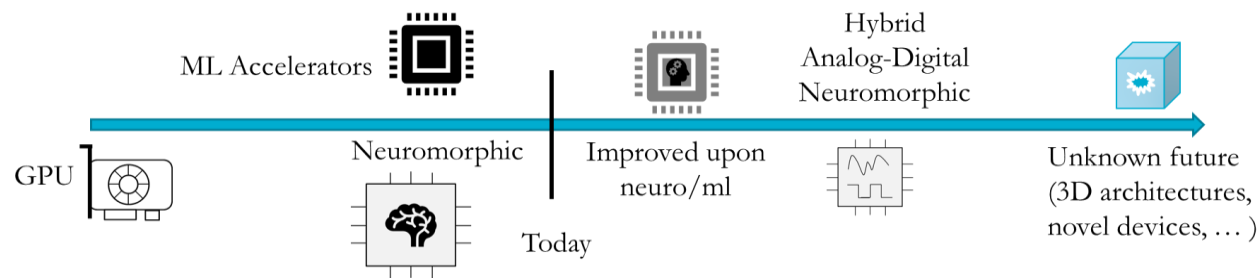 GPU
ML Accelerators
Neuromorphic
Today
Improved upon
neuro/ml
Hybrid
Analog-Digital
Neuromorphic
Unknown future
(3D architectures,
novel devices, … )